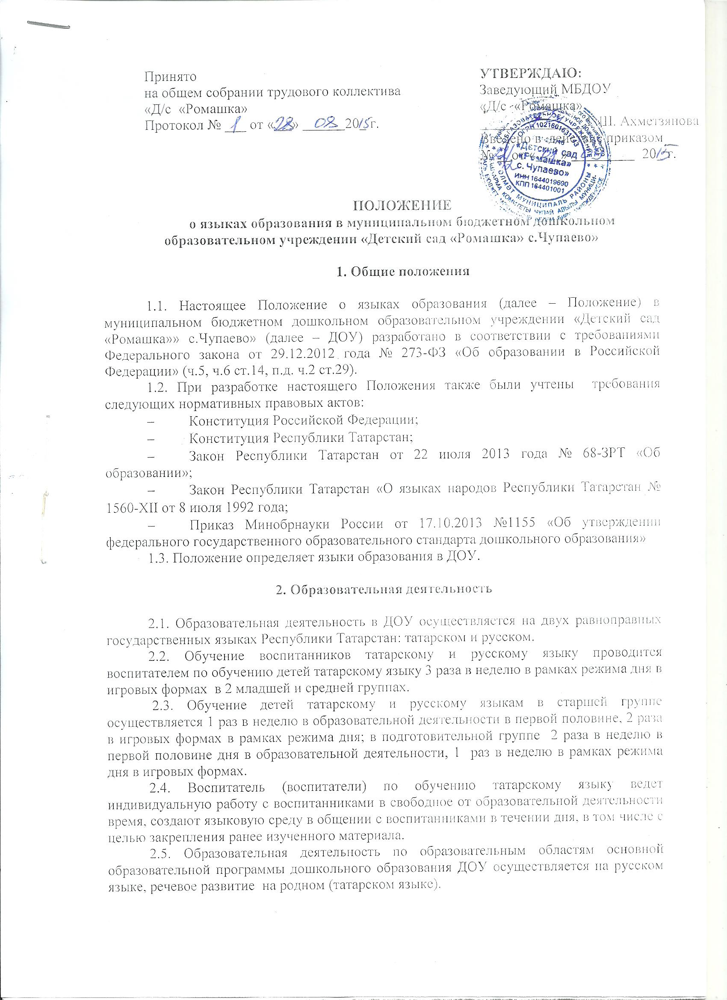 Принято
на общем собрании трудового коллектива
«Д/с «Ромашка»
Протокол № 1 от «28» 08 2015г.
УТВЕРЖДАЮ:
Заведующий МБДОУ
«Д/с «Ромашка»
Ш. Ахметзянова
Введено в действие приказом
№ от « » 2015г.
ОГРН 1021601631743
«Детский сад
«Ромашка»
с. Чупаево»
ИНН 1644019690
КПП 164401001
ПОЛОЖЕНИЕ
о языках образования в муниципальном бюджетном дошкольном
образовательном учреждении «Детский сад «Ромашка» с.Чупаево»
1. Общие положения
1.1. Настоящее Положение о языках образования (далее – Положение) в
муниципальном бюджетном дошкольном образовательном учреждении «Детский сад
«Ромашка»» с.Чупаево» (далее – ДОУ) разработано в соответствии с требованиями
Федерального закона от 29.12.2012 года № 273-ФЗ «Об образовании в Российской
Федерации» (ч.5, ч.6 ст.14, п.д. ч.2 ст.29).
1.2. При разработке настоящего Положения также были учтены требования
следующих нормативных правовых актов:
– Конституция Российской Федерации;
– Конституция Республики Татарстан;
– Закон Республики Татарстан от 22 июля 2013 года № 68-ЗРТ «Об
образовании»;
– Закон Республики Татарстан «О языках народов Республики Татарстан №
1560-XII от 8 июля 1992 года;
– Приказ Минобрнауки России от 17.10.2013 №1155 «Об утверждении
федерального государственного образовательного стандарта дошкольного образования»
1.3. Положение определяет языки образования в ДОУ.
2. Образовательная деятельность
2.1. Образовательная деятельность в ДОУ осуществляется на двух равноправных
государственных языках Республики Татарстан: татарском и русском.
2.2. Обучение воспитанников татарскому и русскому языку проводится
воспитателем по обучению детей татарскому языку 3 раза в неделю в рамках режима дня в
игровых формах в 2 младшей и средней группах.
2.3. Обучение детей татарскому и русскому языкам в старшей группе
осуществляется 1 раз в неделю в образовательной деятельности в первой половине, 2 раза
в игровых формах в рамках режима дня; в подготовительной группе 2 раза в неделю в
первой половине дня в образовательной деятельности, 1 раз в неделю в рамках режима
дня в игровых формах.
2.4. Воспитатель (воспитатели) по обучению татарскому языку ведет
индивидуальную работу с воспитанниками в свободное от образовательной деятельности
время, создают языковую среду в общении с воспитанниками в течении дня, в том числе с
целью закрепления ранее изученного материала.
2.5. Образовательная деятельность по образовательным областям основной
образовательной программы дошкольного образования ДОУ осуществляется на русском
языке, речевое развитие на родном (татарском языке).